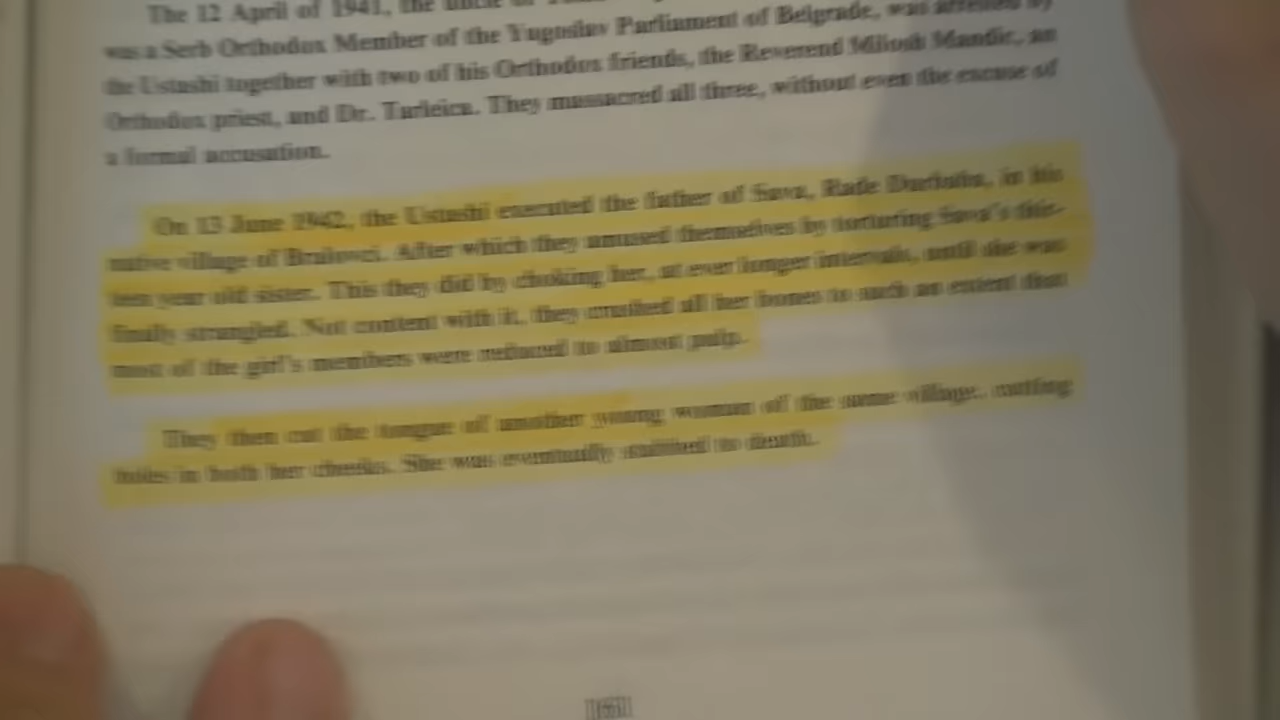 The 12 April of 1941, the uncle of
was a Serb Orthodox Member of the Yugoslav Parliament of Belgrade, was arrested by
the Ustashi together with two of his Orthodox friends, the Reverend Milosh Mandic, an
Orthodox priest, and Dr. They massacred all three, without even the excuse of
a formal accusation.
On 13 June 1942, the Ustashi executed the father of Sava, Rade in his
native village of After which they amused themselves by torturing Sava's thir-
teen year old sister. This they did by choking her, at ever longer intervals, until she was
finally strangled. Not content with it, they crushed all her bones to such an extent that
most of the girl's members were reduced to almost pulp.
They then cut the tongue of another young woman of the same village, cutting
holes in both her cheeks. She was eventually stabbed to death.